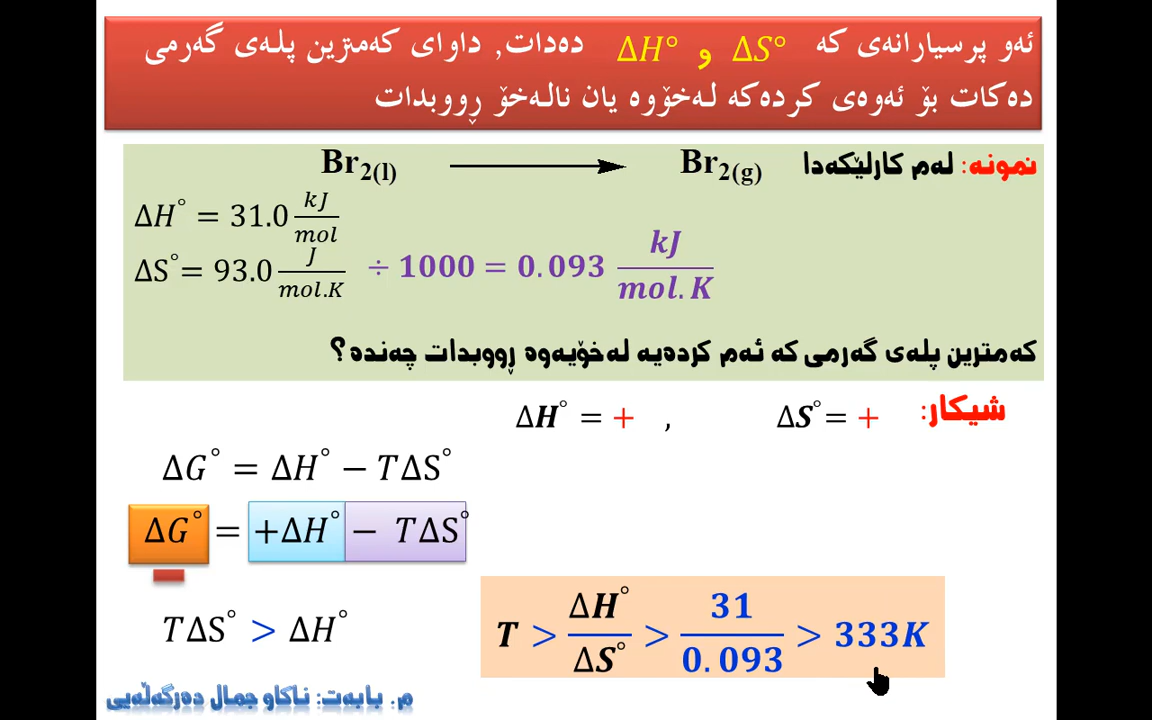 ئەو پرسیارانەی کە ΔS° و ΔH° دەدات, داوای کەمترین پلەی گەرمی
دەکات بۆ ئەوەی کردەکە لەخۆوە یان نالەخۆ ڕووبدات
نمونە: لەم کارلێکەدا Br2(l) ⟶ Br2(g)
ΔH° = 31.0 kJ/mol
ΔS° = 93.0 J/mol.K ÷ 1000 = 0.093 kJ/mol.K
کەمترین پلەی گەرمی کە ئەم کردەیە لەخۆیەوە ڕووبدات چەندە؟
شیکار: ΔH° = + , ΔS° = +
ΔG° = ΔH° − TΔS°
ΔG° = +ΔH° − TΔS°
−
TΔS° > ΔH°
T > ΔH°/ΔS° > 31/0.093 > 333K
م. بابەت: ناکاو جمال دەرگەڵەیی